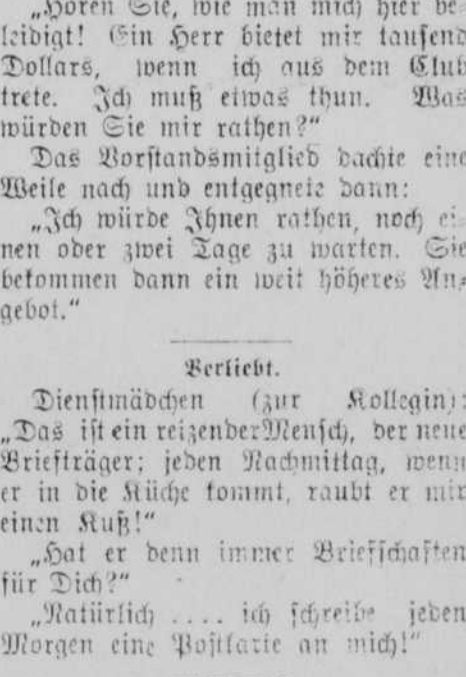 „Hören Sie, wie man mich hier be-
leidigt! Ein Herr bietet mir tausend
Dollars, wenn ich aus dem Club
trete. Ich muß etwas thun. Was
würden Sie mir rathen?“
Das Vorstandsmitglied dachte eine
Weile nach und entgegnete dann:
„Ich würde Ihnen rathen, noch ei-
nen oder zwei Tage zu warten. Sie
bekommen dann ein weit höheres An-
gebot.“
Verliebt.
Dienstmädchen (zur Kollegin):
„Das ist ein reizender Mensch, der neue
Briefträger; jeden Nachmittag, wenn
er in die Küche kommt, raubt er mir
einen Kuß!“
„Hat er denn immer Briefschaften
für Dich?“
„Natürlich .... ich schreibe jeden
Morgen eine Postkarte an mich!“